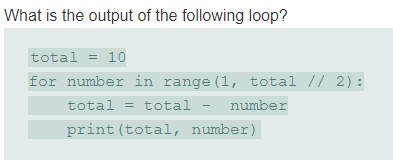 What is the output of the following loop?
total = 10
for number in range(1, total // 2):
    total = total -  number
    print(total, number)